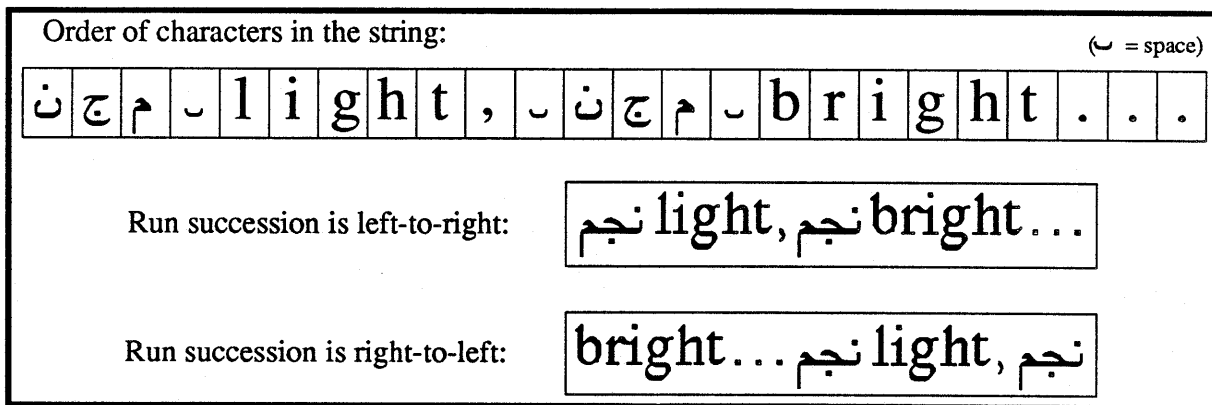 Order of characters in the string:
(⌣ = space)
ن ج م ⌣ l i g h t , ⌣ ن ج م ⌣ b r i g h t . . .
Run succession is left-to-right:
نجم light, نجم bright...
Run succession is right-to-left:
bright... نجم light, نجم